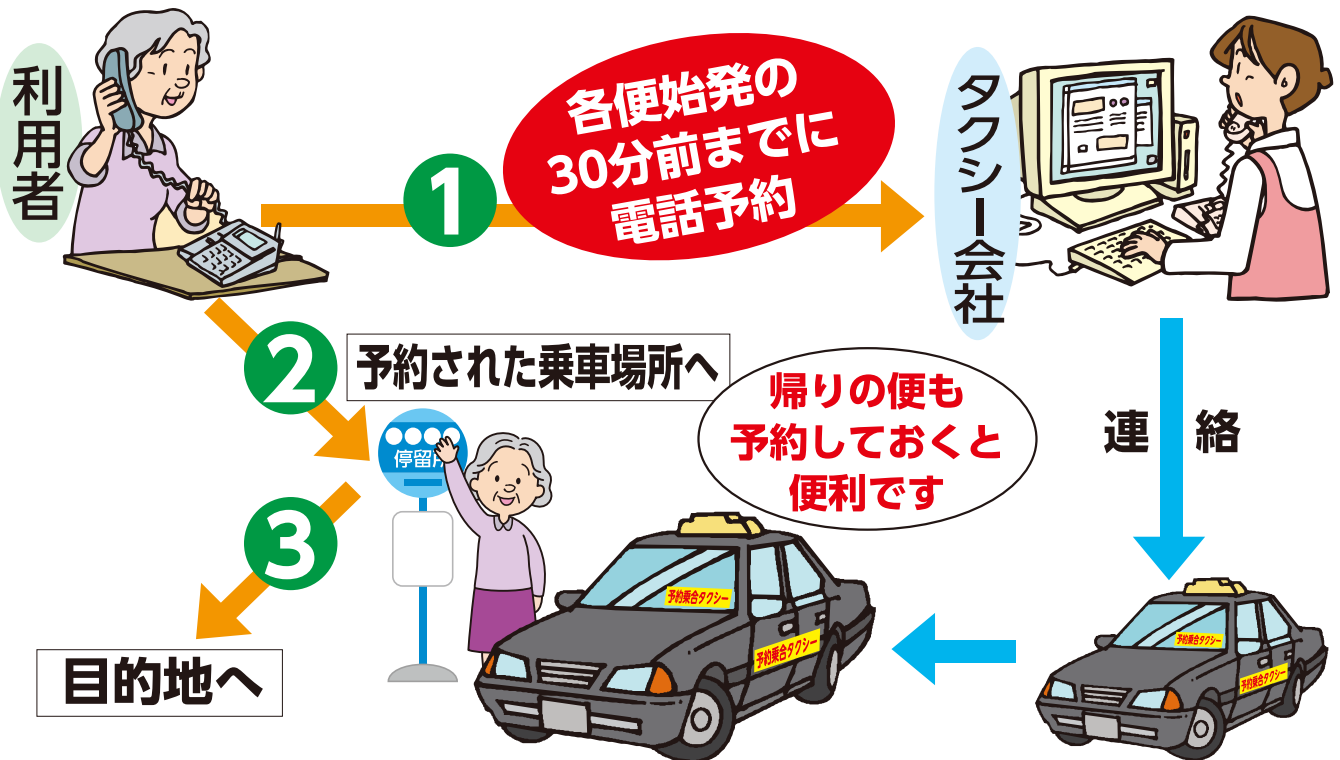 利用者
1
各便始発の
30分前までに
電話予約
タクシー会社
2
予約された乗車場所へ
帰りの便も
予約しておくと
便利です
連絡
停留所
3
予約乗合タクシー
予約乗合タクシー
予約乗合タクシー
予約乗合タクシー
目的地へ